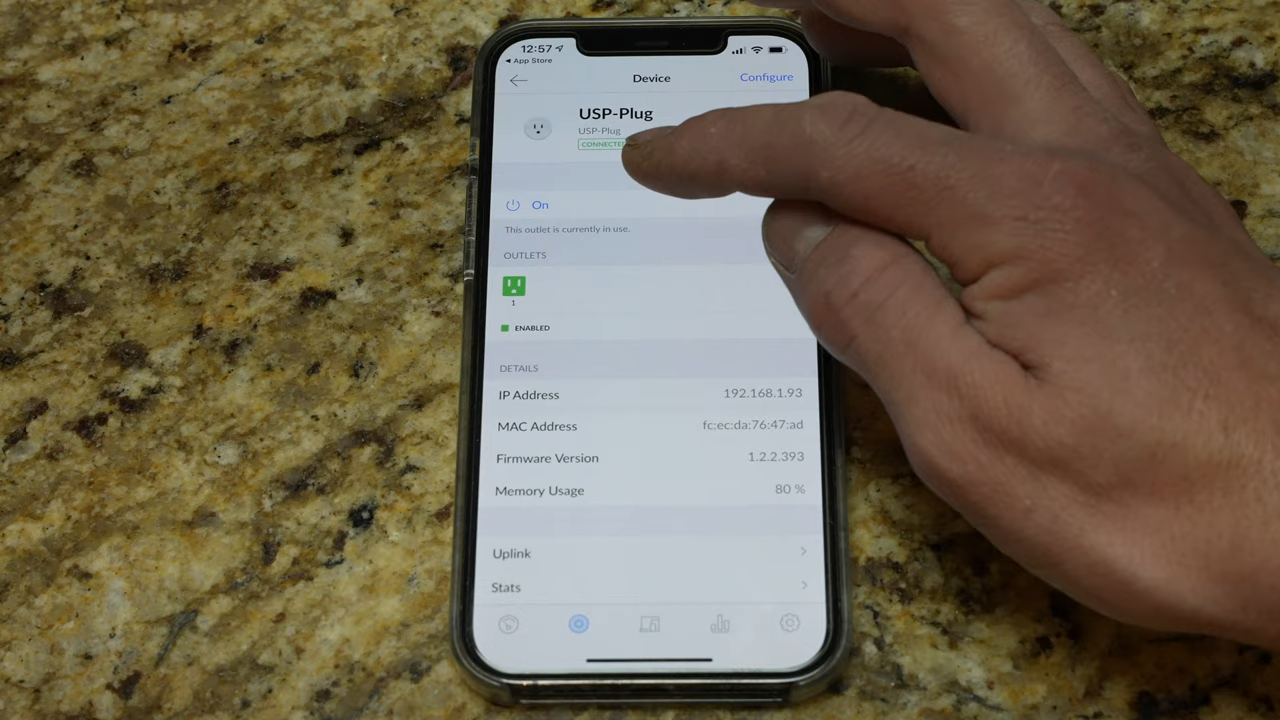 12:57
App Store
Device
Configure
USP-Plug
USP-Plug
CONNECTED
On
This outlet is currently in use.
OUTLETS
1
ENABLED
DETAILS
IP Address 192.168.1.93
MAC Address fc:ec:da:76:47:ad
Firmware Version 1.2.2.393
Memory Usage 80 %
Uplink
Stats